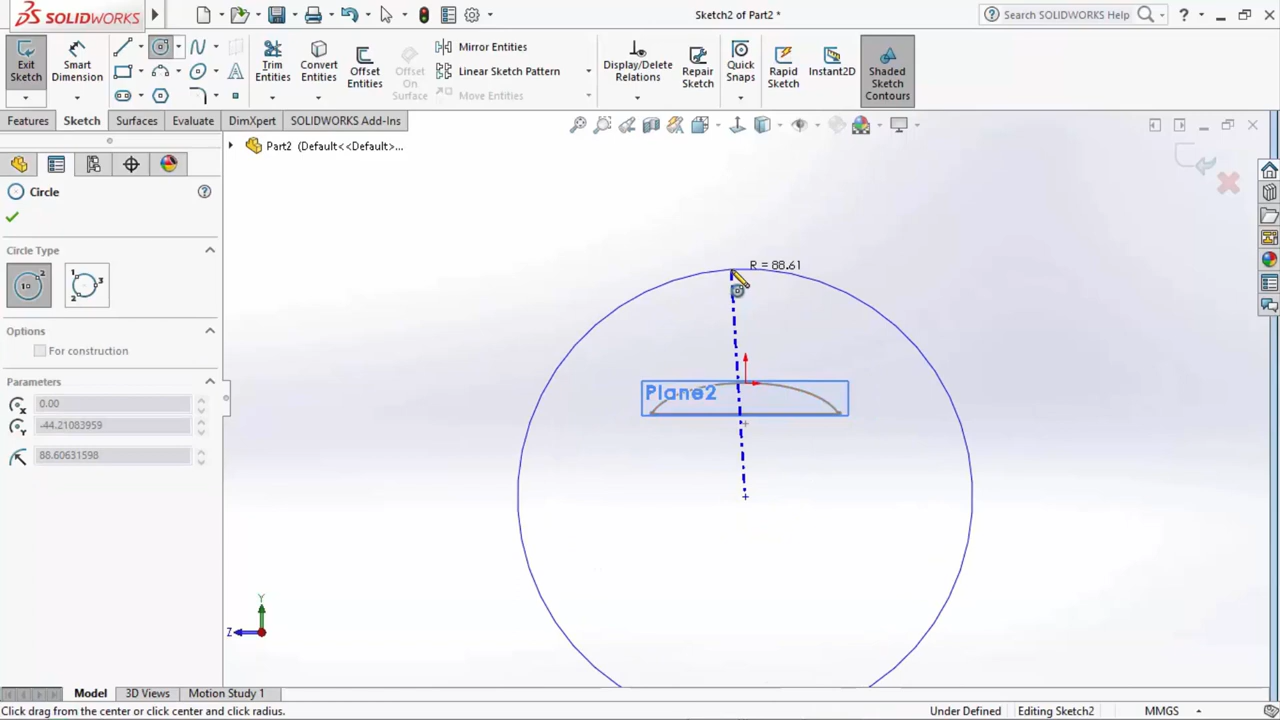 SOLIDWORKS
Sketch2 of Part2 *
Search SOLIDWORKS Help
Exit Sketch
Smart Dimension
Trim Entities
Convert Entities
Offset Entities
Offset On Surface
Mirror Entities
Linear Sketch Pattern
Move Entities
Display/Delete Relations
Repair Sketch
Quick Snaps
Rapid Sketch
Instant2D
Shaded Sketch Contours
Features Sketch Surfaces Evaluate DimXpert SOLIDWORKS Add-Ins
Part2 (Default<<Default>...
Circle
Circle Type
Options
For construction
Parameters
0.00
-44.21083959
88.60631598
R = 88.61
Plane2
Y
Z
Model 3D Views Motion Study 1
Click drag from the center or click center and click radius.
Under Defined Editing Sketch2 MMGS